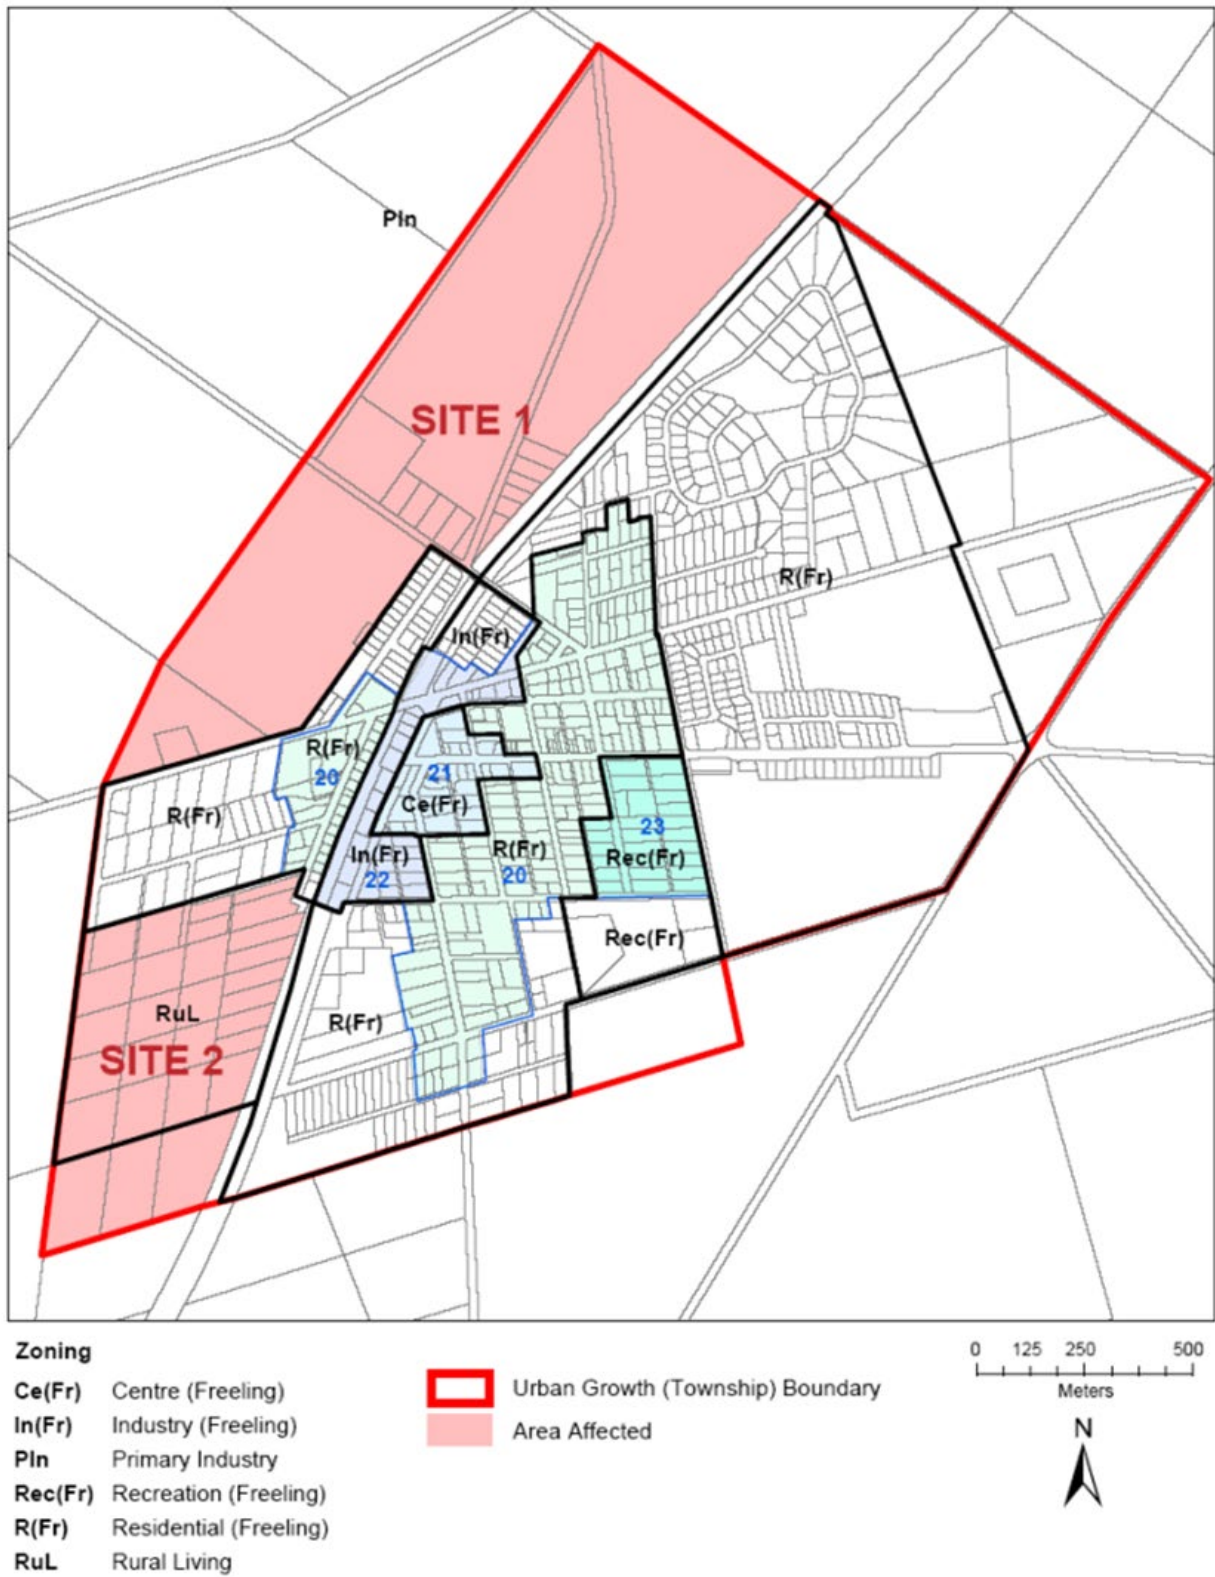 PIn
SITE 1
R(Fr)
In(Fr)
R(Fr)
20
21
Ce(Fr)
R(Fr)
23
In(Fr)
R(Fr)
Rec(Fr)
22
20
Rec(Fr)
RuL
R(Fr)
SITE 2
Zoning
Ce(Fr) Centre (Freeling)
In(Fr) Industry (Freeling)
PIn Primary Industry
Rec(Fr) Recreation (Freeling)
R(Fr) Residential (Freeling)
RuL Rural Living
Urban Growth (Township) Boundary
Area Affected
0 125 250 500
Meters
N